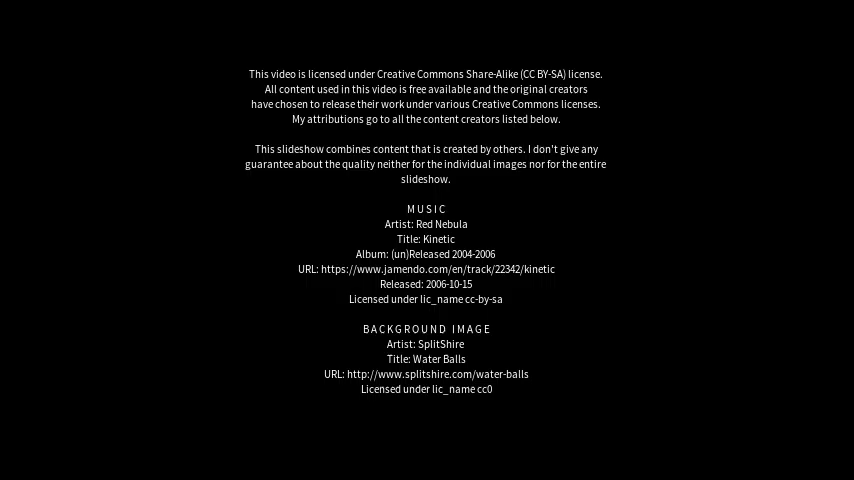 This video is licensed under Creative Commons Share-Alike (CC BY-SA) license.
All content used in this video is free available and the original creators
have chosen to release their work under various Creative Commons licenses.
My attributions go to all the content creators listed below.
This slideshow combines content that is created by others. I don't give any
guarantee about the quality neither for the individual images nor for the entire
slideshow.
MUSIC
Artist: Red Nebula
Title: Kinetic
Album: (un)Released 2004-2006
URL: https://www.jamendo.com/en/track/22342/kinetic
Released: 2006-10-15
Licensed under lic_name cc-by-sa
BACKGROUND IMAGE
Artist: SplitShire
Title: Water Balls
URL: http://www.splitshire.com/water-balls
Licensed under lic_name cc0